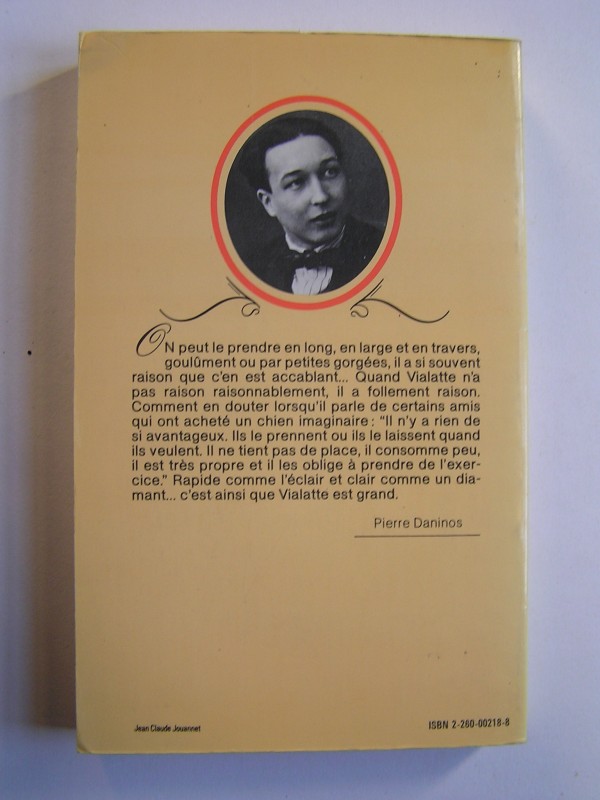 ON peut le prendre en long, en large et en travers,
goulûment ou par petites gorgées, il a si souvent
raison que c'en est accablant... Quand Vialatte n'a
pas raison raisonnablement, il a follement raison.
Comment en douter lorsqu'il parle de certains amis
qui ont acheté un chien imaginaire : "Il n'y a rien de
si avantageux. Ils le prennent ou ils le laissent quand
ils veulent. Il ne tient pas de place, il consomme peu,
il est très propre et il les oblige à prendre de l'exer-
cice." Rapide comme l'éclair et clair comme un dia-
mant... c'est ainsi que Vialatte est grand.
Pierre Daninos
Jean Claude Jouannet
ISBN 2-260-00218-8